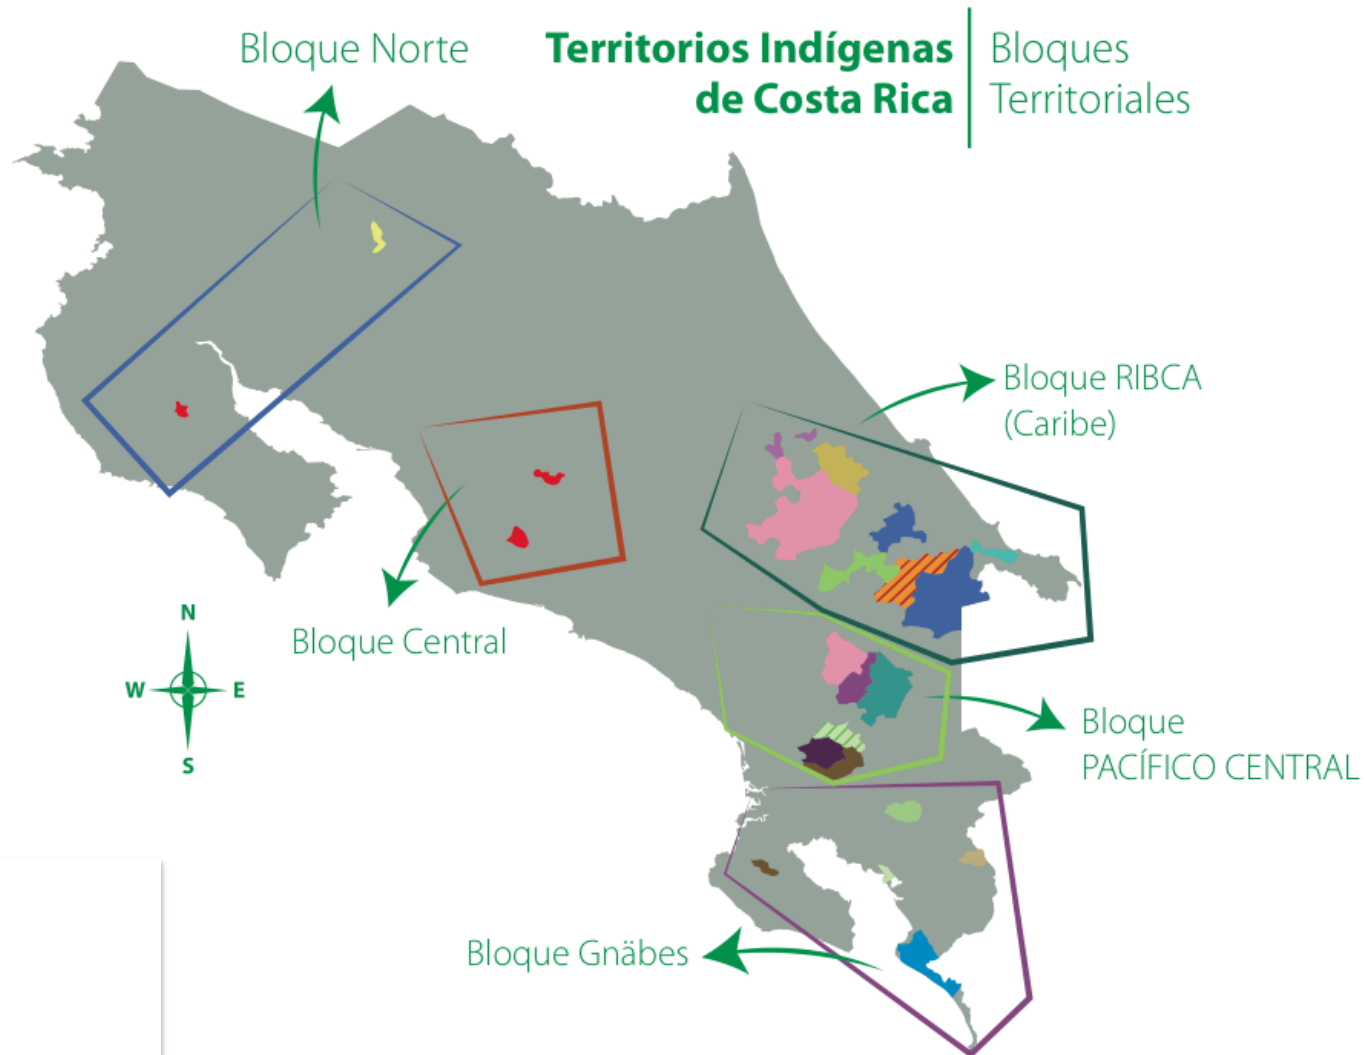 Bloque Norte
Territorios Indígenas
de Costa Rica
Bloques
Territoriales
Bloque RIBCA
(Caribe)
Bloque Central
N
W
E
S
Bloque
PACÍFICO CENTRAL
Bloque Gnäbes